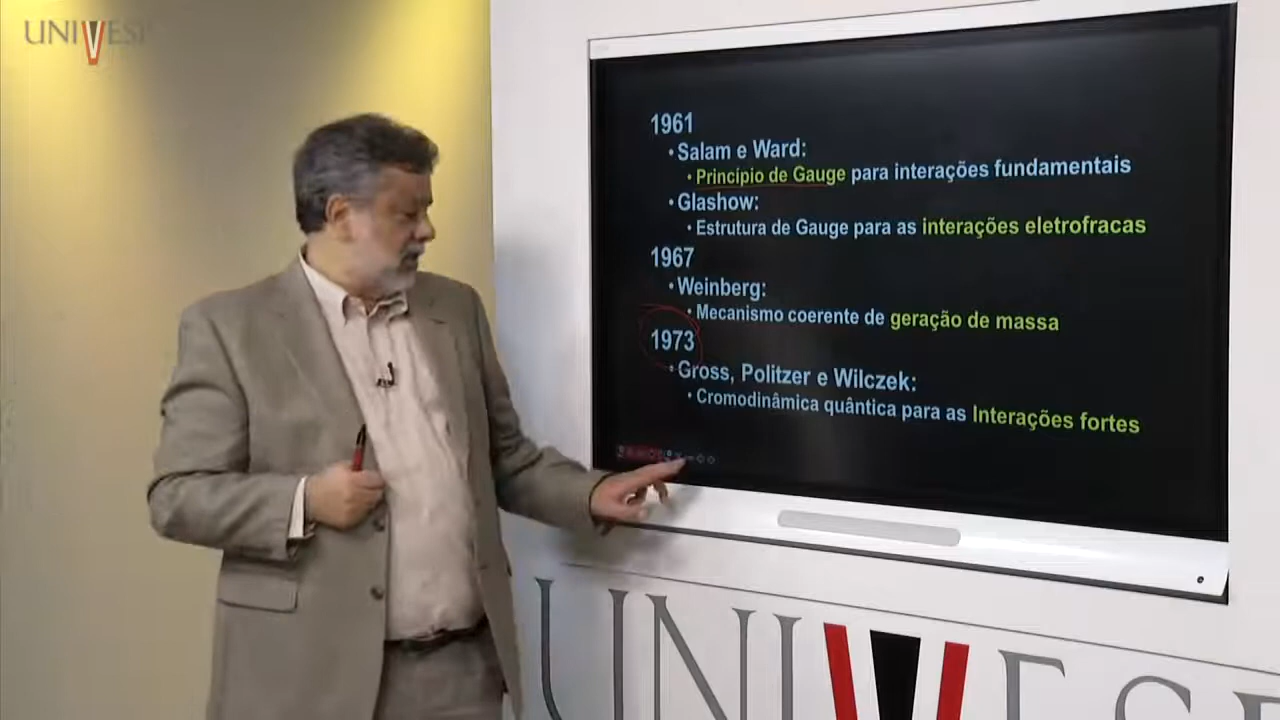 UNIVESP
1961
• Salam e Ward:
• Princípio de Gauge para interações fundamentais
• Glashow:
• Estrutura de Gauge para as interações eletrofracas
1967
• Weinberg:
• Mecanismo coerente de geração de massa
1973
• Gross, Politzer e Wilczek:
• Cromodinâmica quântica para as Interações fortes
UNIVESP